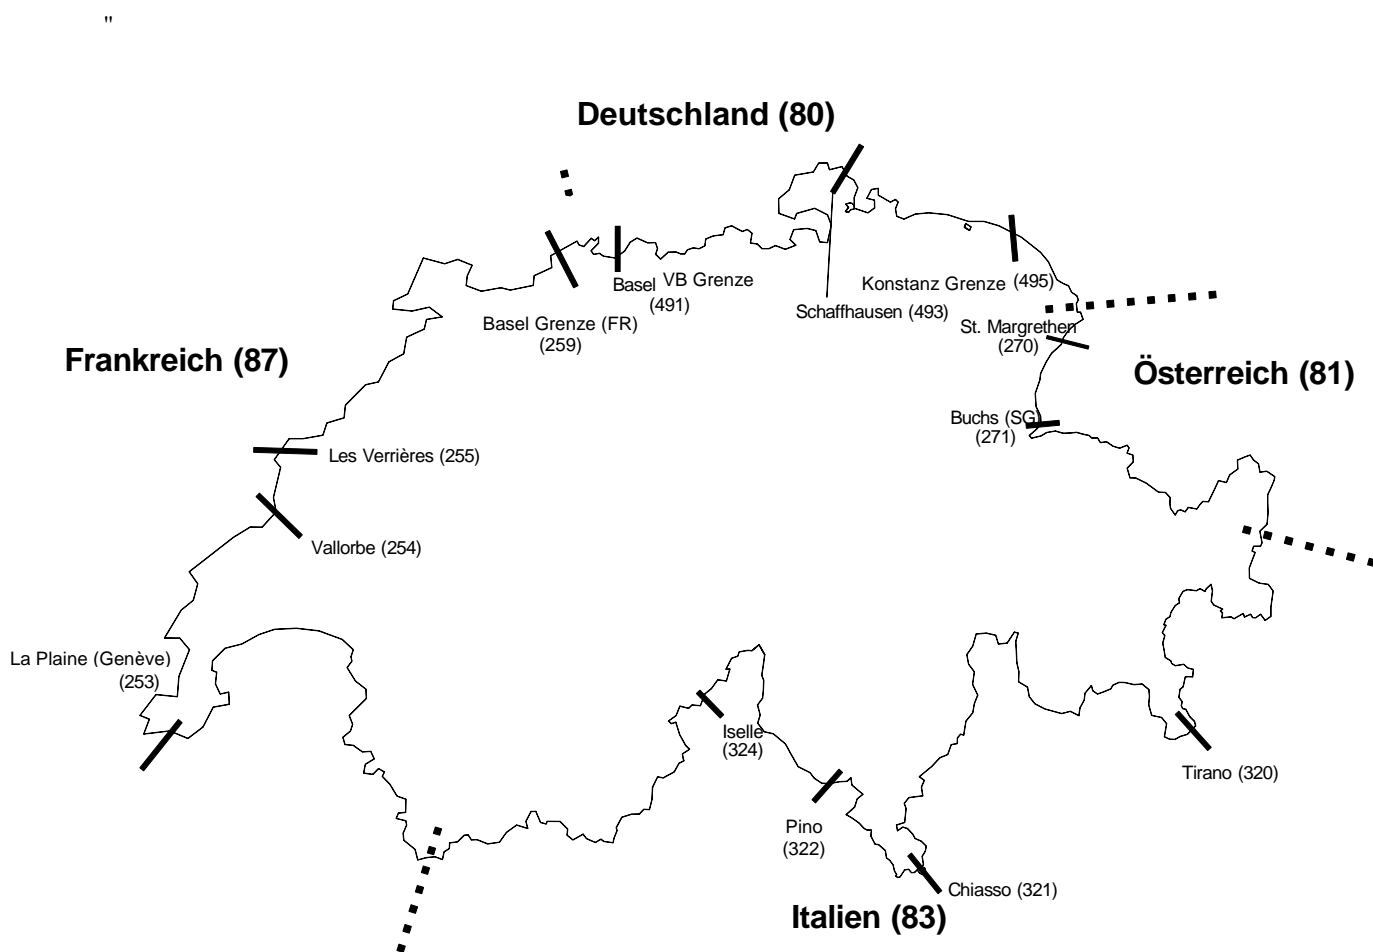 "
Deutschland (80)
Basel VB Grenze
(491)
Konstanz Grenze (495)
Schaffhausen (493)
Basel Grenze (FR)
(259)
St. Margrethen
(270)
Frankreich (87)
Österreich (81)
Buchs (SG)
(271)
Les Verrières (255)
Vallorbe (254)
La Plaine (Genève)
(253)
Iselle
(324)
Tirano (320)
Pino
(322)
Chiasso (321)
Italien (83)